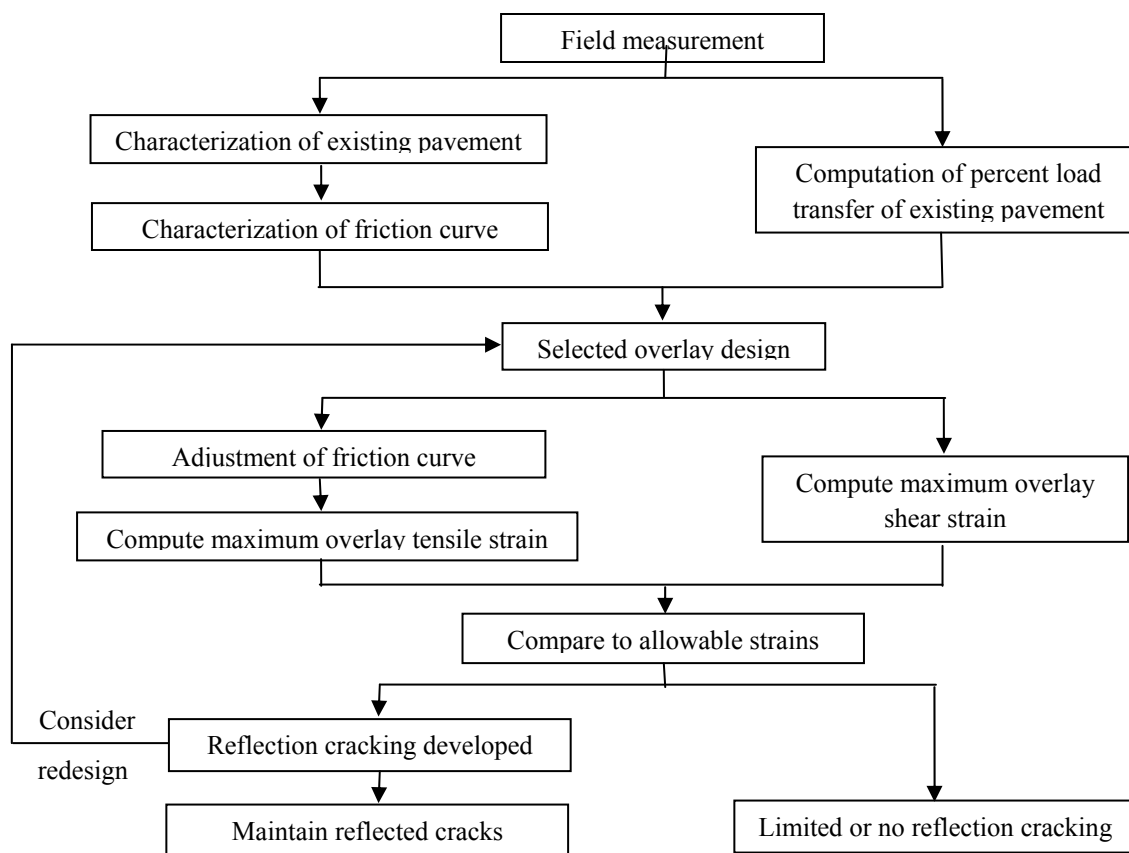 Field measurement
Characterization of existing pavement
Computation of percent load
transfer of existing pavement
Characterization of friction curve
Selected overlay design
Adjustment of friction curve
Compute maximum overlay
shear strain
Compute maximum overlay tensile strain
Compare to allowable strains
Consider
redesign
Reflection cracking developed
Maintain reflected cracks
Limited or no reflection cracking